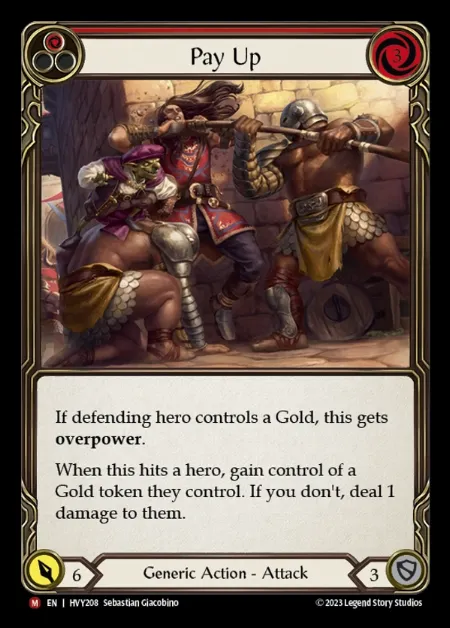 Pay Up
3
If defending hero controls a Gold, this gets
overpower.
When this hits a hero, gain control of a
Gold token they control. If you don't, deal 1
damage to them.
6
Generic Action - Attack
3
M EN | HVY208 Sebastian Giacobino
© 2023 Legend Story Studios